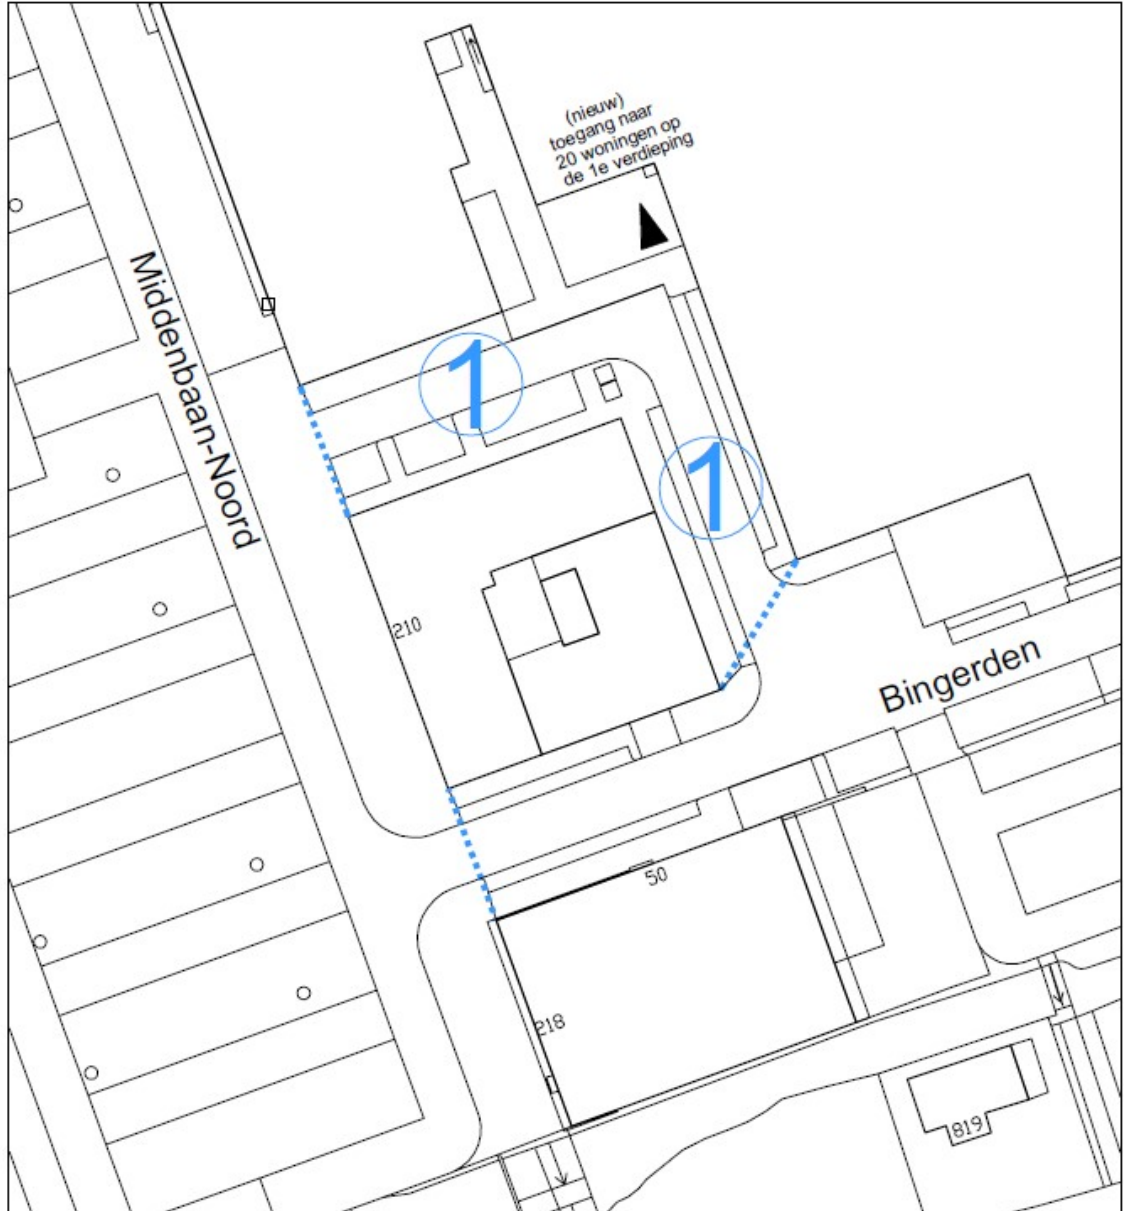 (nieuw)
toegang naar
20 woningen op
de 1e verdieping
Middenbaan-Noord
1
1
210
Bingerden
50
218
819